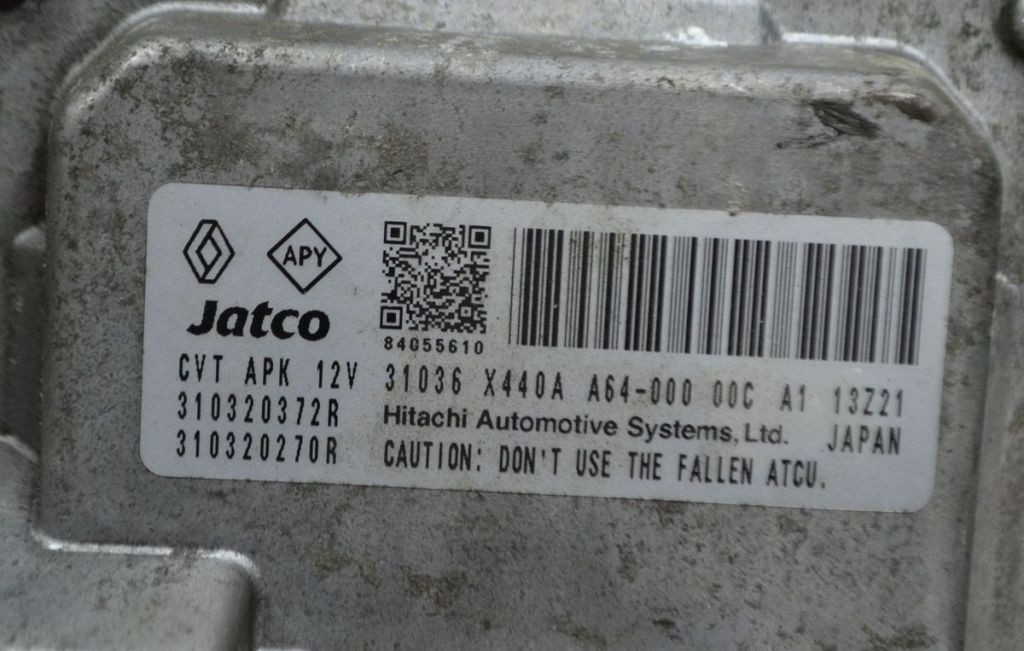 APY
Jatco
84055610
CVT APK 12V
310320372R
310320270R
31036 X440A A64-000 00C A1 13Z21
Hitachi Automotive Systems, Ltd. JAPAN
CAUTION: DON'T USE THE FALLEN ATCU.